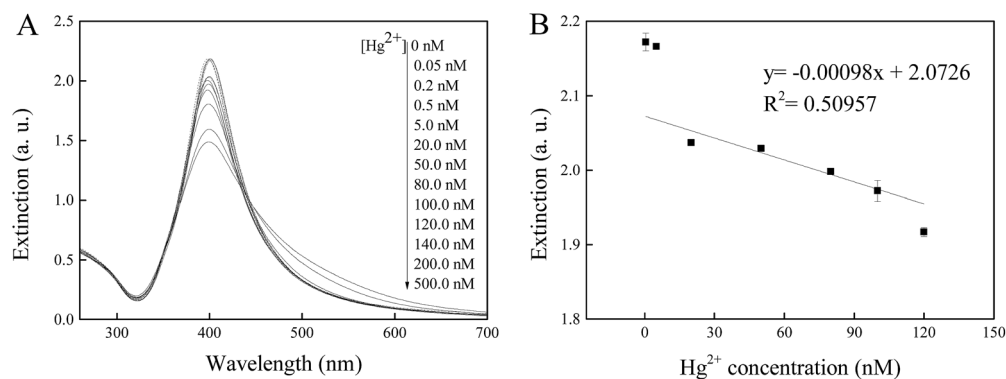 A
2.5
2.0
1.5
1.0
0.5
0.0
300
400
500
600
700
Extinction (a. u.)
Wavelength (nm)
[Hg2+] 0 nM
0.05 nM
0.2 nM
0.5 nM
5.0 nM
20.0 nM
50.0 nM
80.0 nM
100.0 nM
120.0 nM
140.0 nM
200.0 nM
500.0 nM
B
2.2
2.1
2.0
1.9
1.8
0
30
60
90
120
150
Extinction (a. u.)
Hg2+ concentration (nM)
y= -0.00098x + 2.0726
R2= 0.50957